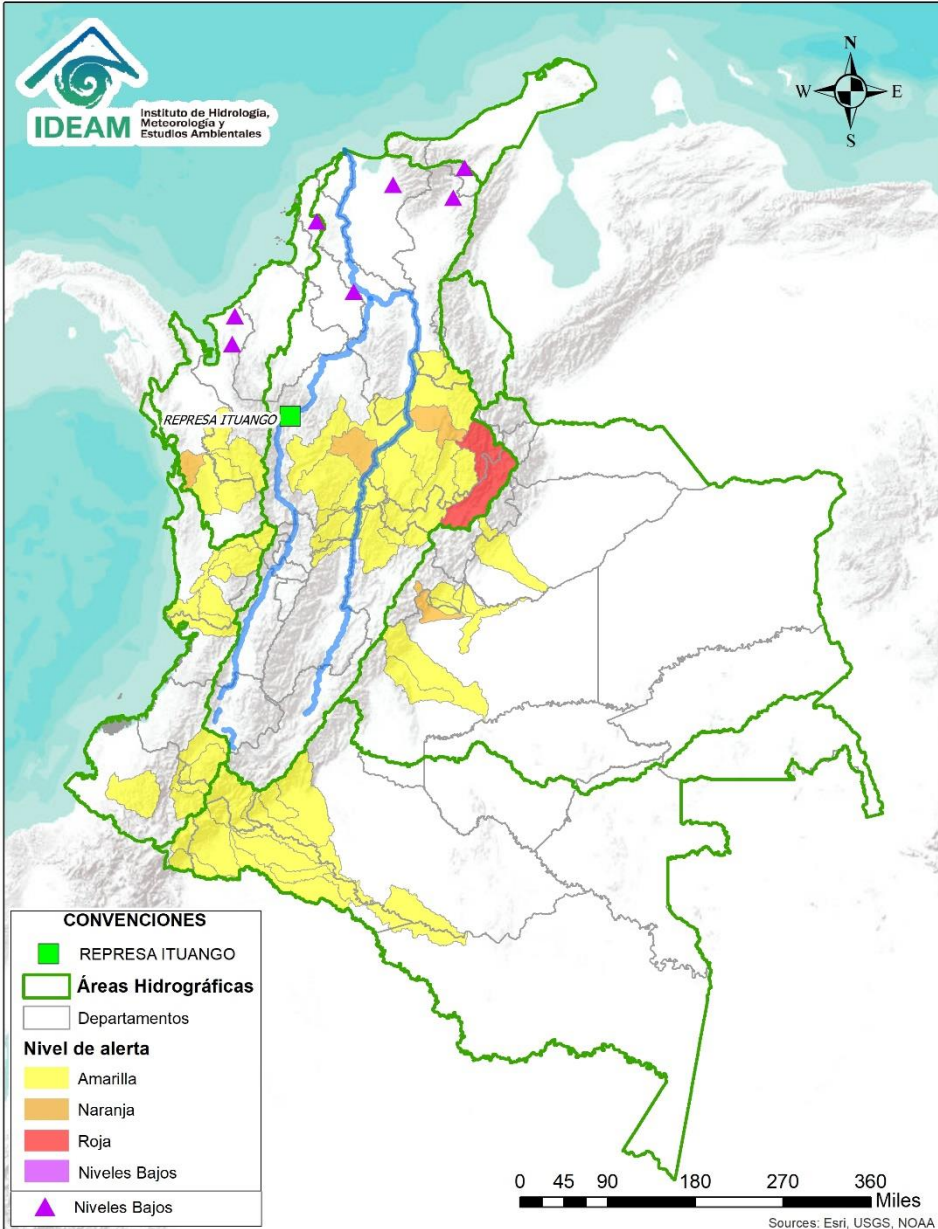 IDEAM
Instituto de Hidrología,
Meteorología y
Estudios Ambientales
N
W
E
S
REPRESA ITUANGO
CONVENCIONES
REPRESA ITUANGO
Áreas Hidrográficas
Departamentos
Nivel de alerta
Amarilla
Naranja
Roja
Niveles Bajos
Niveles Bajos
0 45 90 180 270 360
Miles
Sources: Esri, USGS, NOAA